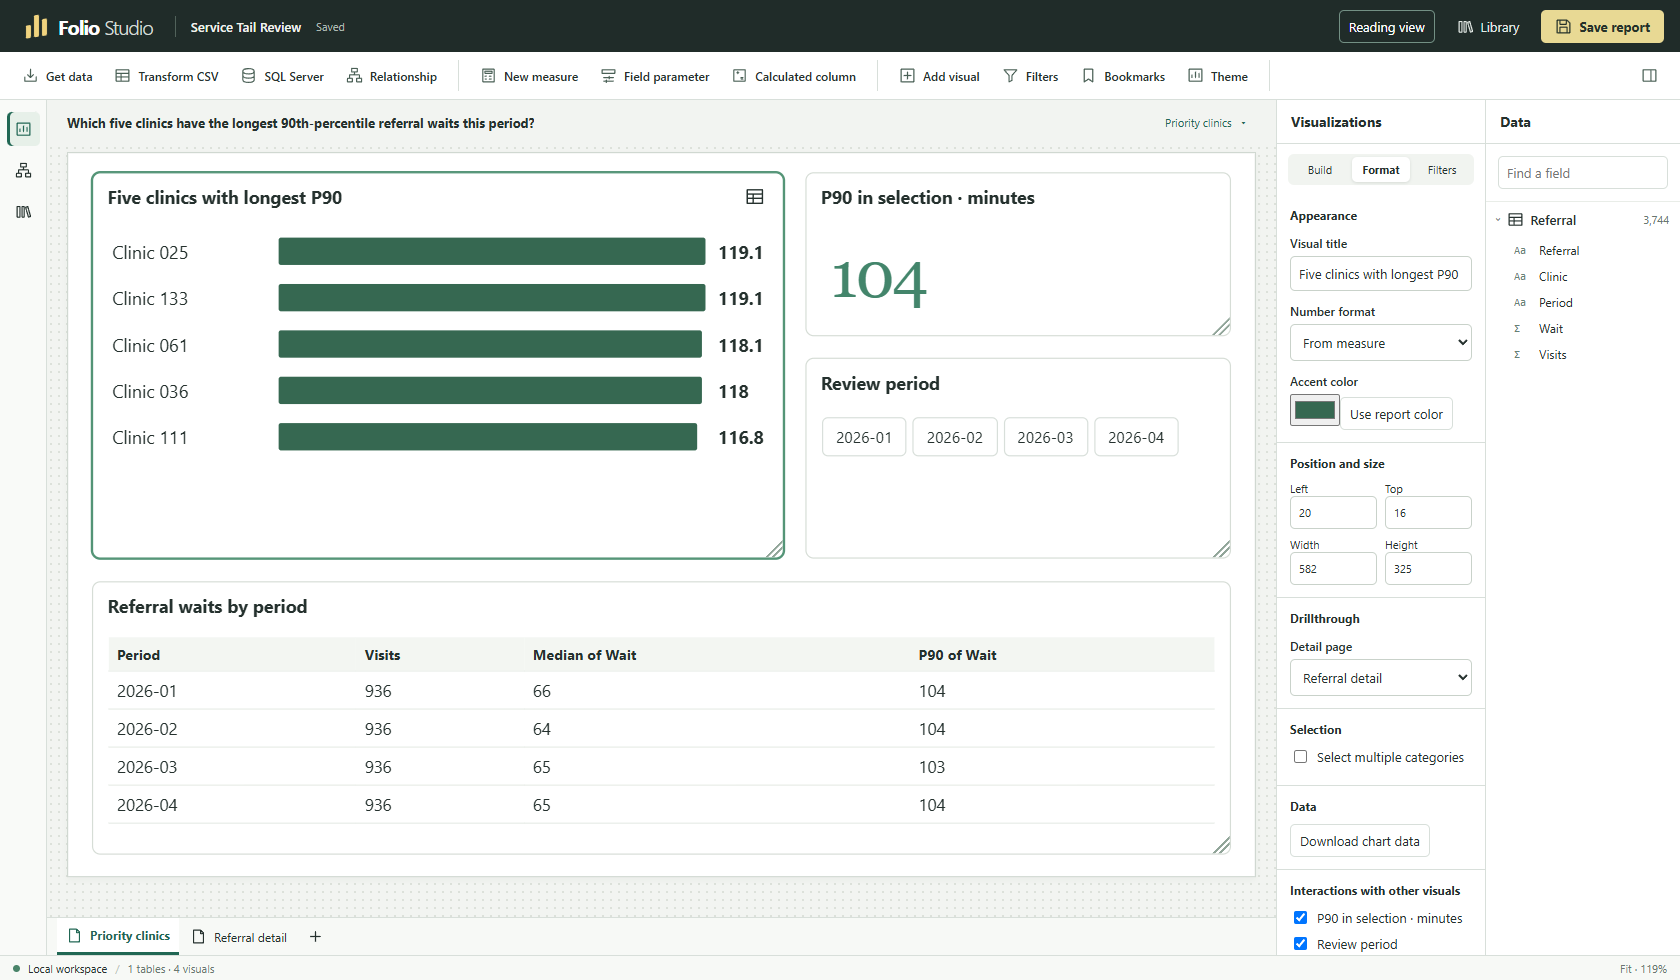 Folio Studio
Service Tail Review
Saved
Reading view
Library
Save report
Get data
Transform CSV
SQL Server
Relationship
New measure
Field parameter
Calculated column
Add visual
Filters
Bookmarks
Theme
Which five clinics have the longest 90th-percentile referral waits this period?
Priority clinics
Five clinics with longest P90
Clinic 025 119.1
Clinic 133 119.1
Clinic 061 118.1
Clinic 036 118
Clinic 111 116.8
P90 in selection · minutes
104
Review period
2026-01 2026-02 2026-03 2026-04
Referral waits by period
Period Visits Median of Wait P90 of Wait
2026-01 936 66 104
2026-02 936 64 104
2026-03 936 65 103
2026-04 936 65 104
Priority clinics
Referral detail
Local workspace / 1 tables · 4 visuals
Fit · 119%
Visualizations
Build Format Filters
Appearance
Visual title
Five clinics with longest P90
Number format
From measure
Accent color
Use report color
Position and size
Left Top
20 16
Width Height
582 325
Drillthrough
Detail page
Referral detail
Selection
Select multiple categories
Data
Download chart data
Interactions with other visuals
P90 in selection · minutes
Review period
Data
Find a field
Referral 3,744
Aa Referral
Aa Clinic
Aa Period
Σ Wait
Σ Visits